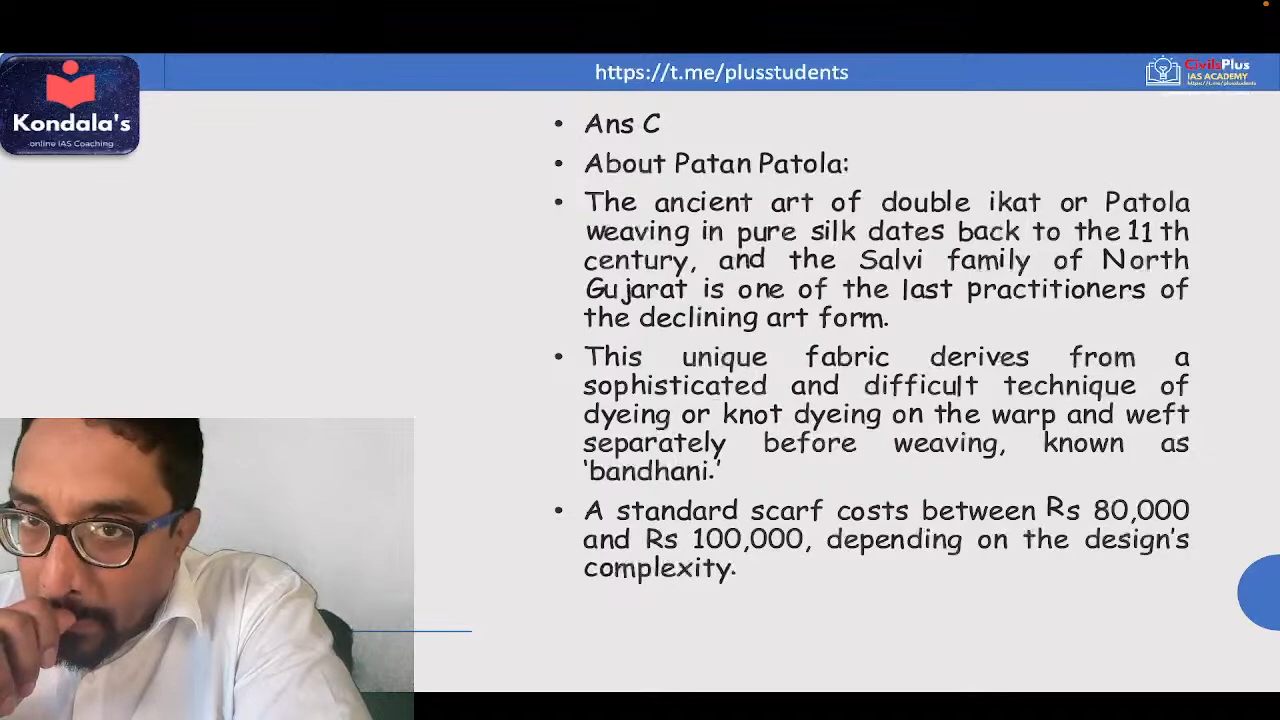 https://t.me/plusstudents
CivilsPlus
IAS ACADEMY
https://t.me/plusstudents
Kondala's
online IAS Coaching
• Ans C
• About Patan Patola:
• The ancient art of double ikat or Patola
weaving in pure silk dates back to the 11th
century, and the Salvi family of North
Gujarat is one of the last practitioners of
the declining art form.
• This unique fabric derives from a
sophisticated and difficult technique of
dyeing or knot dyeing on the warp and weft
separately before weaving, known as
‘bandhani.’
• A standard scarf costs between Rs 80,000
and Rs 100,000, depending on the design’s
complexity.